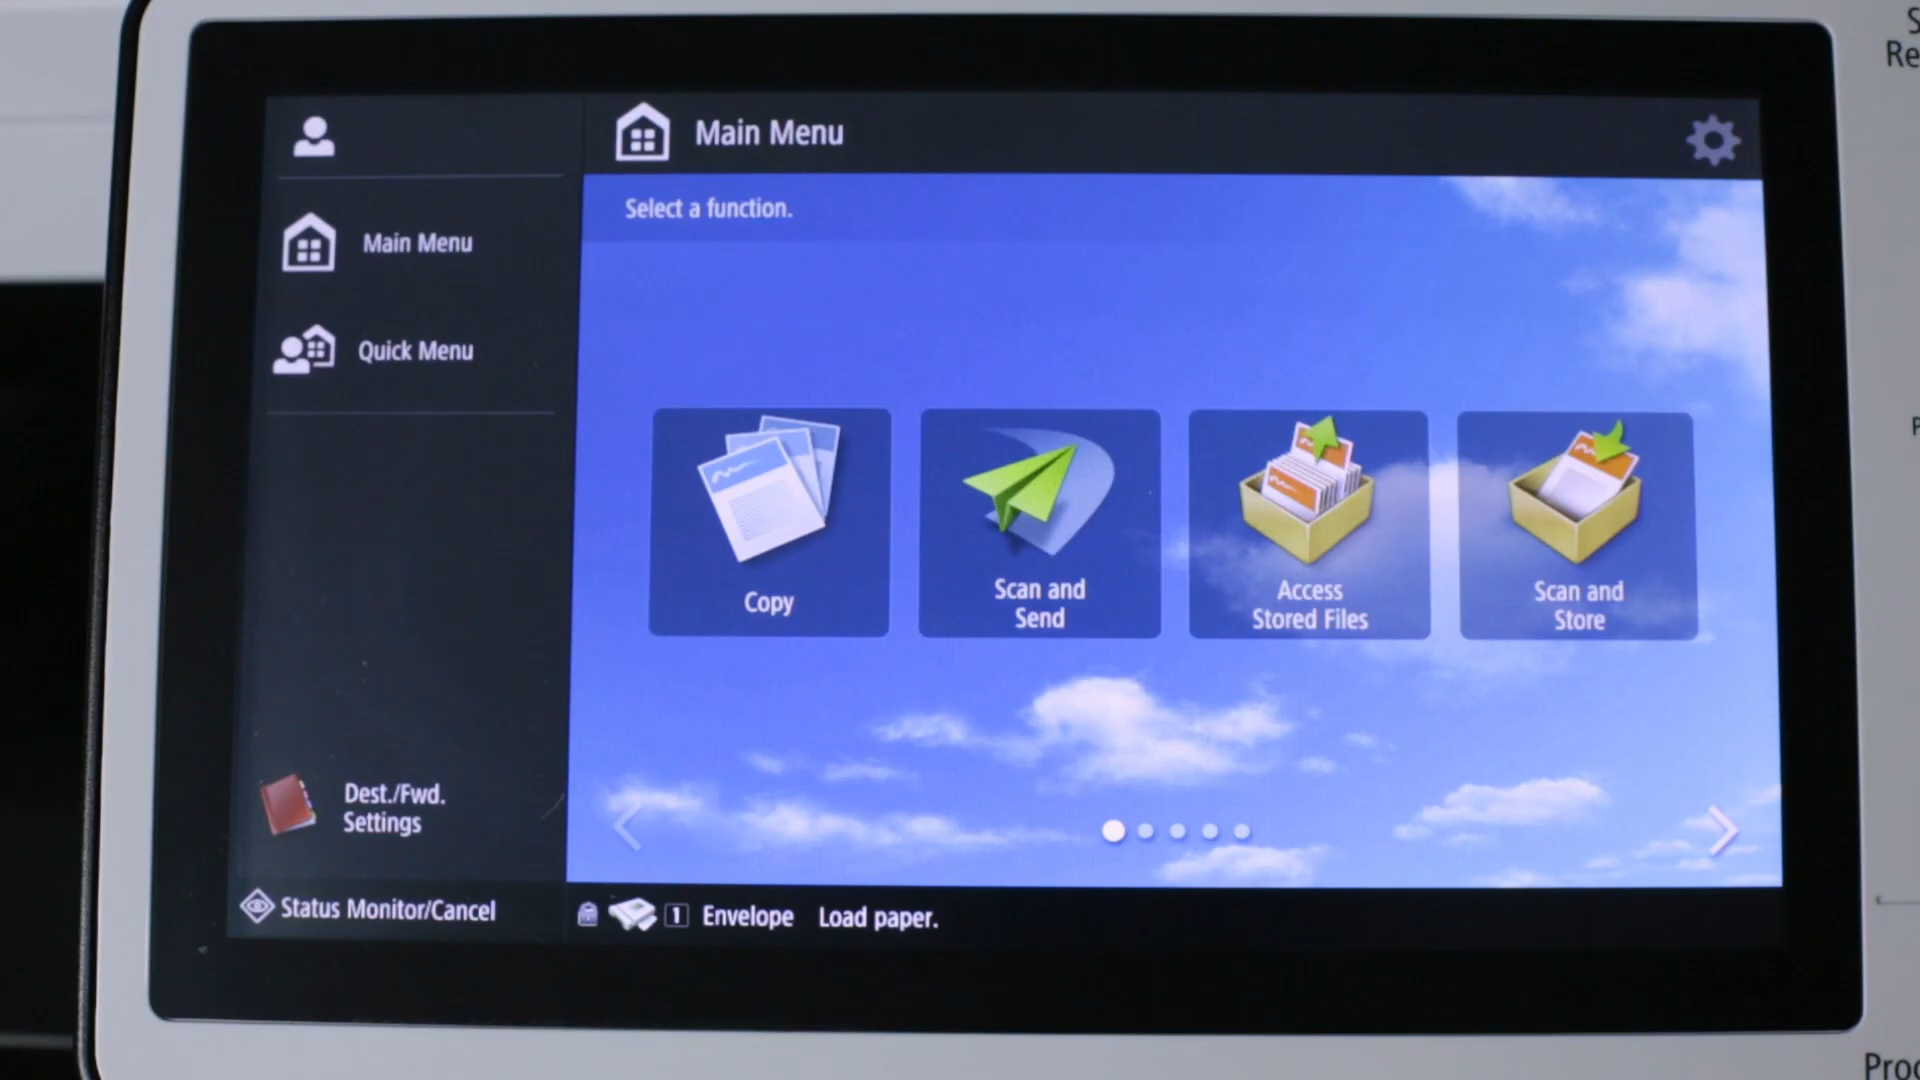 Main Menu
Select a function.
Main Menu
Quick Menu
Copy
Scan and
Send
Access
Stored Files
Scan and
Store
Dest./Fwd.
Settings
Status Monitor/Cancel
1 Envelope Load paper.